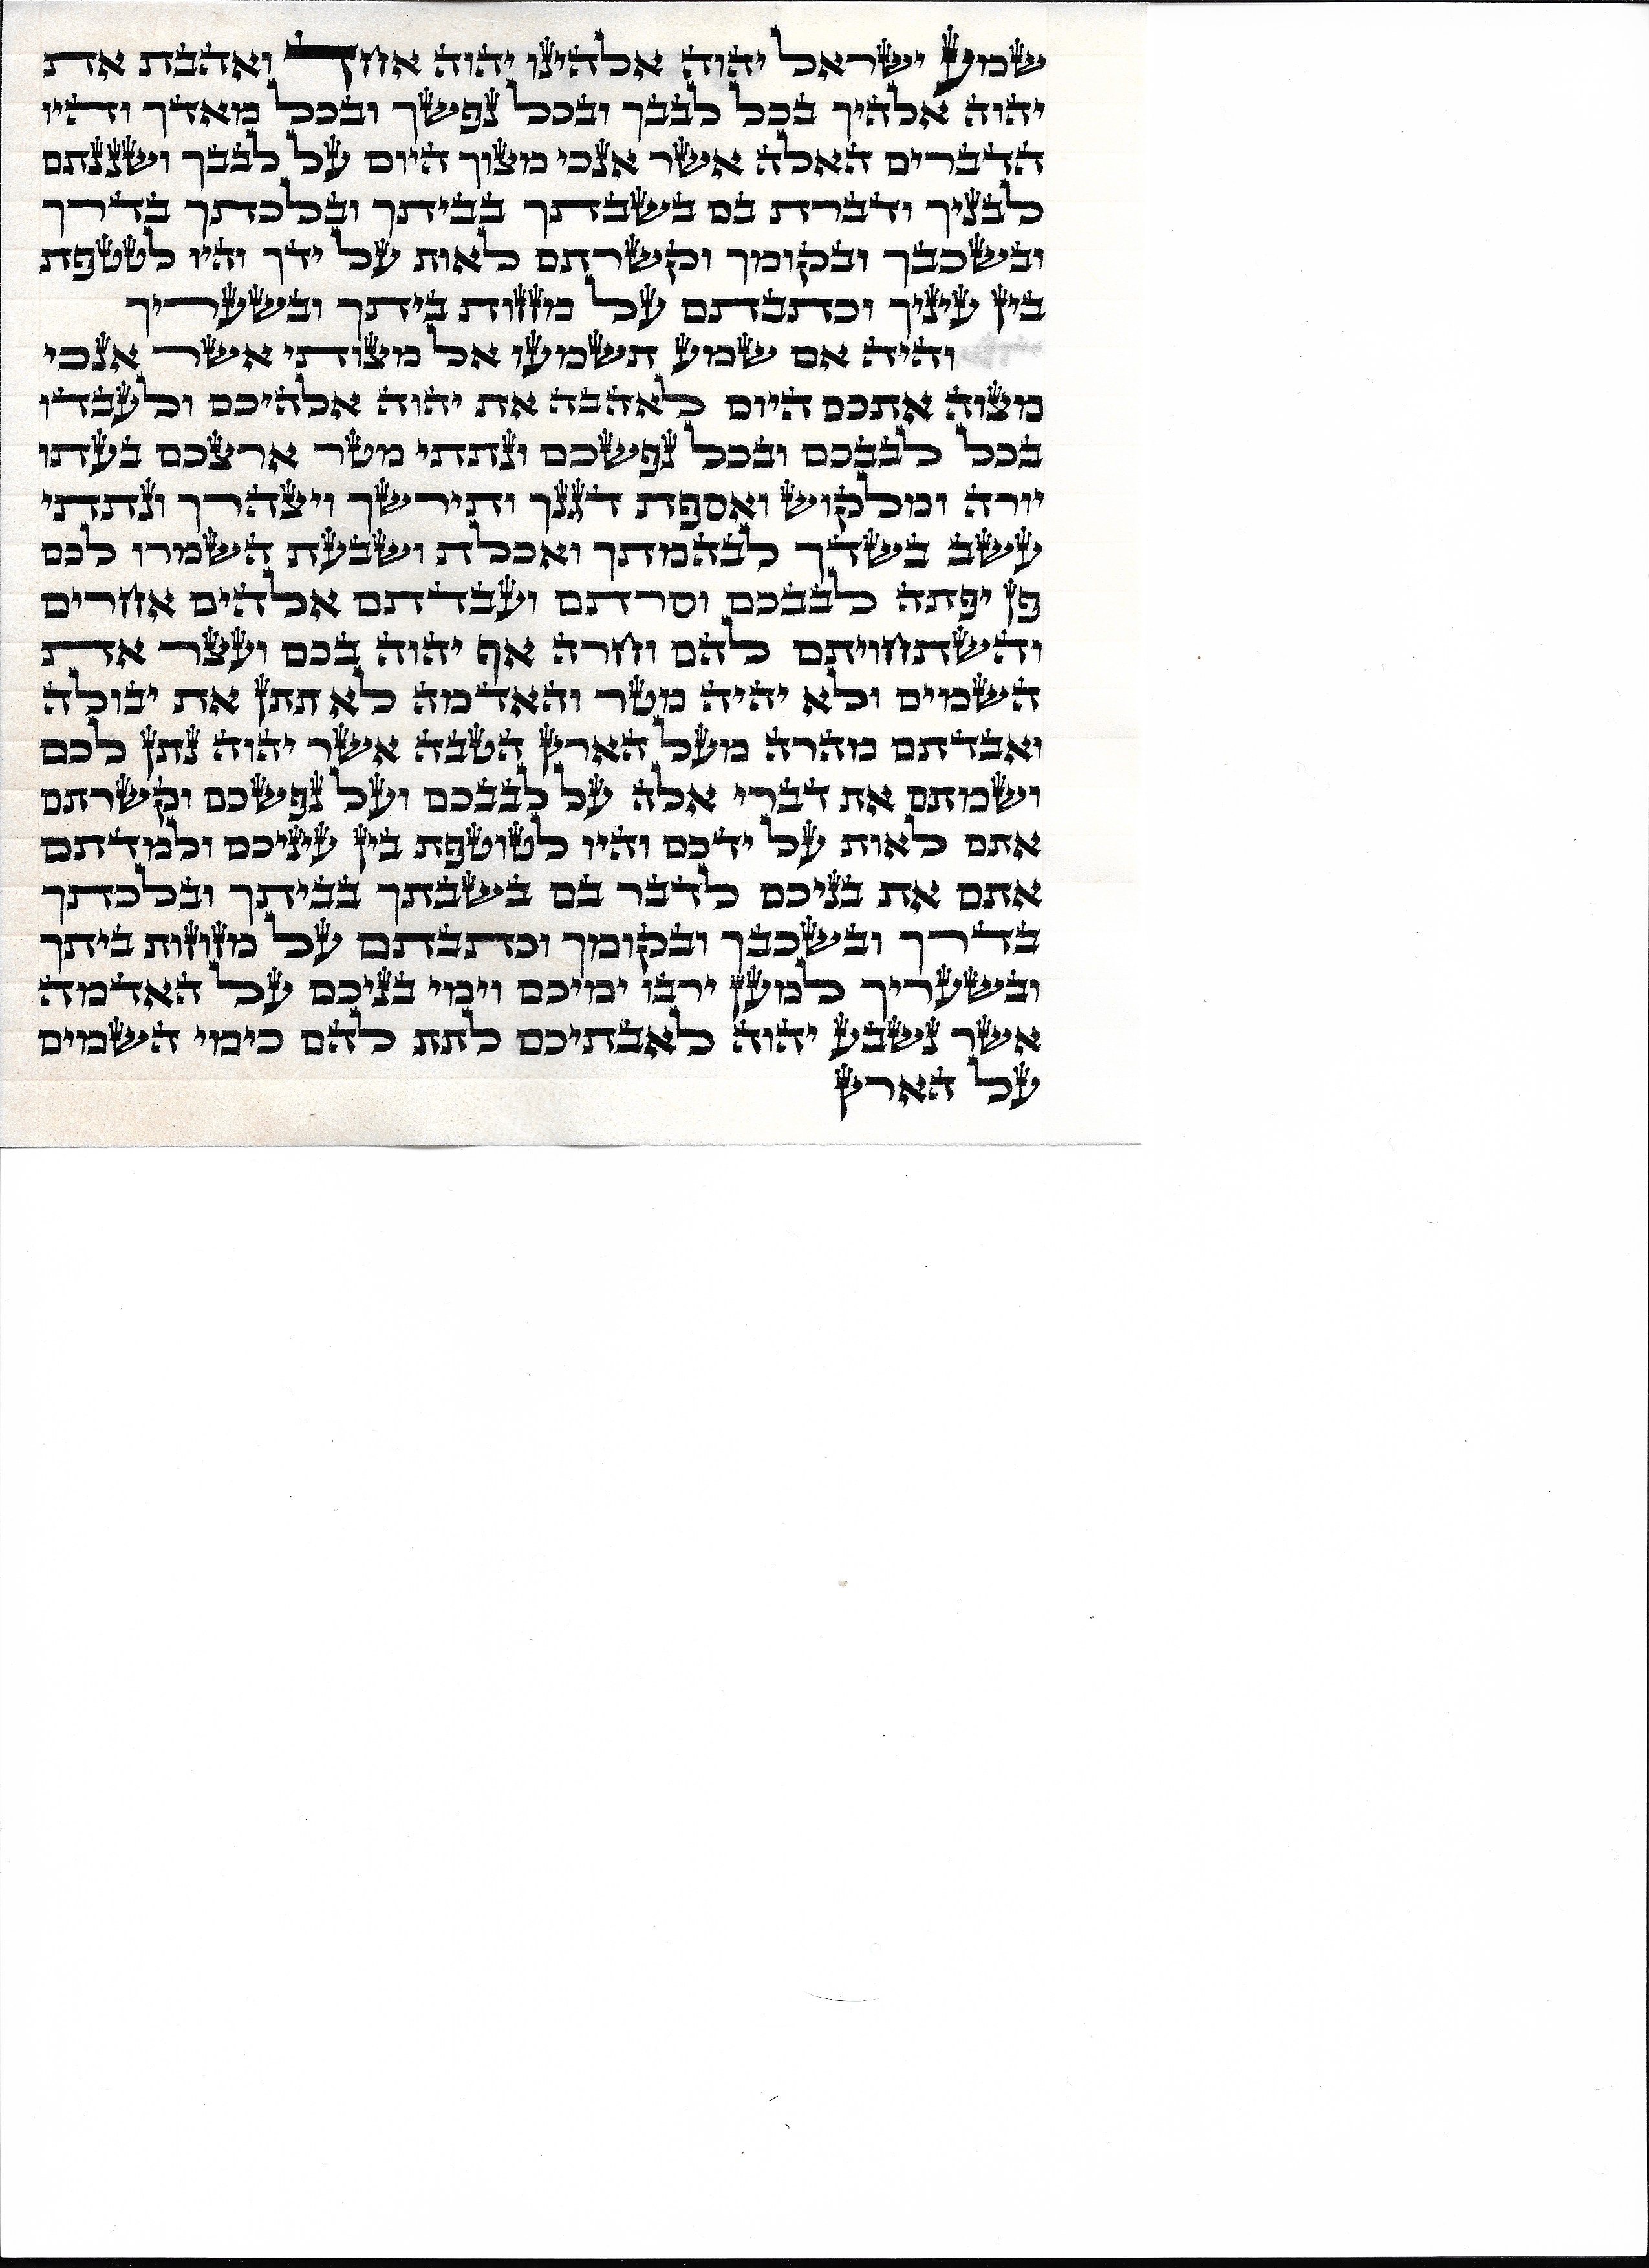 שמע ישראל יהוה אלהינו יהוה אחד ואהבת את
יהוה אלהיך בכל לבבך ובכל נפשך ובכל מאדך והיו
הדברים האלה אשר אנכי מצוך היום על לבבך ושננתם
לבניך ודברת בם בשבתך בביתך ובלכתך בדרך
ובשכבך ובקומך וקשרתם לאות על ידך והיו לטטפת
בין עיניך וכתבתם על מזזות ביתך ובשעריך
והיה אם שמע תשמעו אל מצותי אשר אנכי
מצוה אתכם היום לאהבה את יהוה אלהיכם ולעבדו
בכל לבבכם ובכל נפשכם ונתתי מטר ארצכם בעתו
יורה ומלקוש ואספת דגנך ותירשך ויצהרך ונתתי
עשב בשדך לבהמתך ואכלת ושבעת השמרו לכם
פן יפתה לבבכם וסרתם ועבדתם אלהים אחרים
והשתחויתם להם וחרה אף יהוה בכם ועצר את
השמים ולא יהיה מטר והאדמה לא תתן את יבולה
ואבדתם מהרה מעל הארץ הטבה אשר יהוה נתן לכם
ושמתם את דברי אלה על לבבכם ועל נפשכם וקשרתם
אתם לאות על ידכם והיו לטוטפת בין עיניכם ולמדתם
אתם את בניכם לדבר בם בשבתך בביתך ובלכתך
בדרך ובשכבך ובקומך וכתבתם על מזוזות ביתך
ובשעריך למען ירבו ימיכם וימי בניכם על האדמה
אשר נשבע יהוה לאבתיכם לתת להם כימי השמים
על הארץ